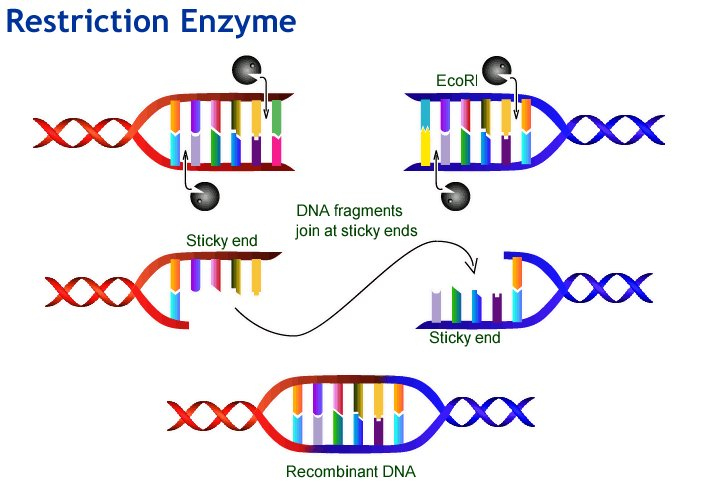 Restriction Enzyme
EcoRI
DNA fragments
join at sticky ends
Sticky end
Sticky end
Recombinant DNA